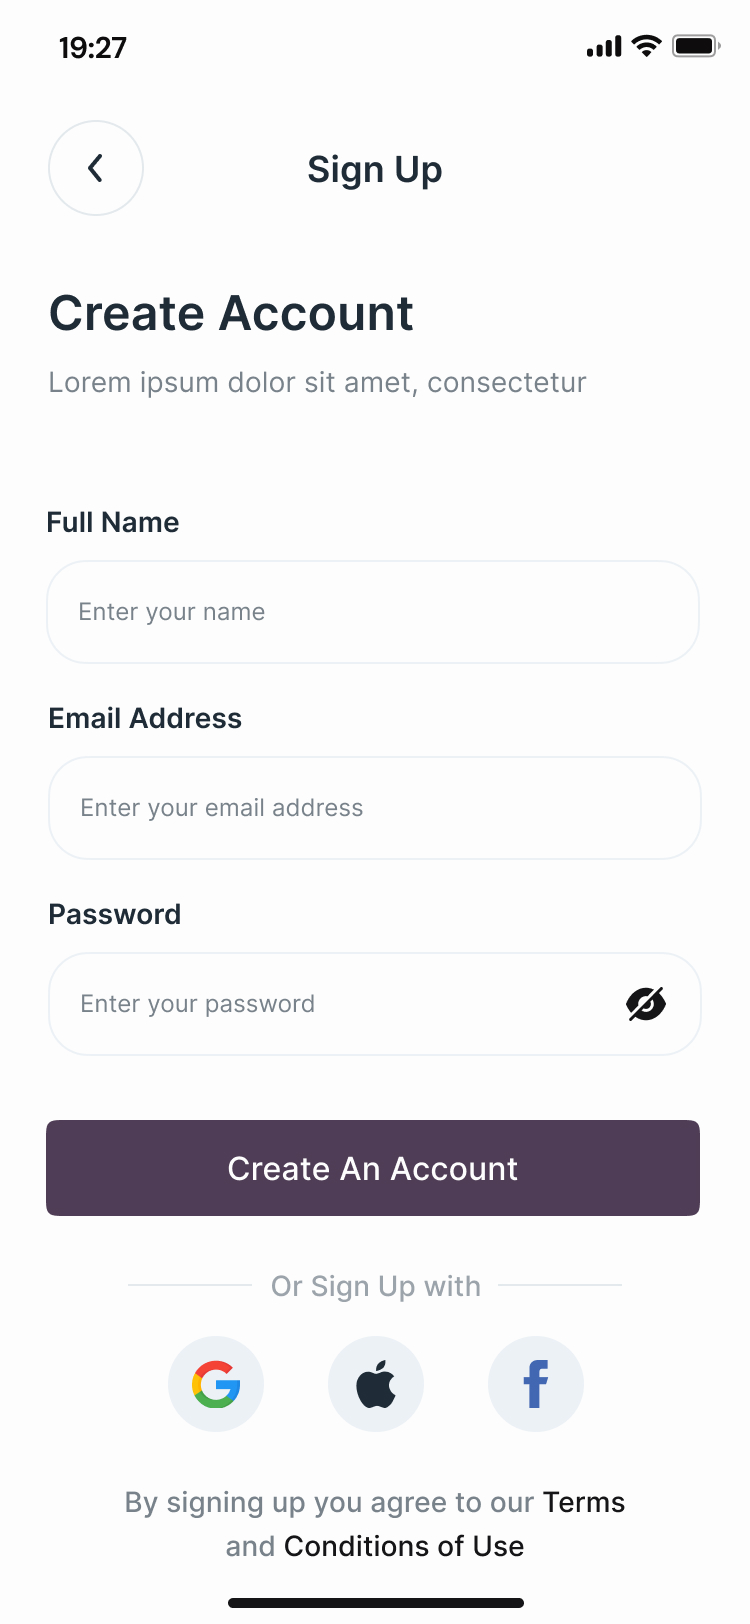 19:27
Sign Up
Create Account
Lorem ipsum dolor sit amet, consectetur
Full Name
Enter your name
Email Address
Enter your email address
Password
Enter your password
Create An Account
Or Sign Up with
By signing up you agree to our Terms
and Conditions of Use